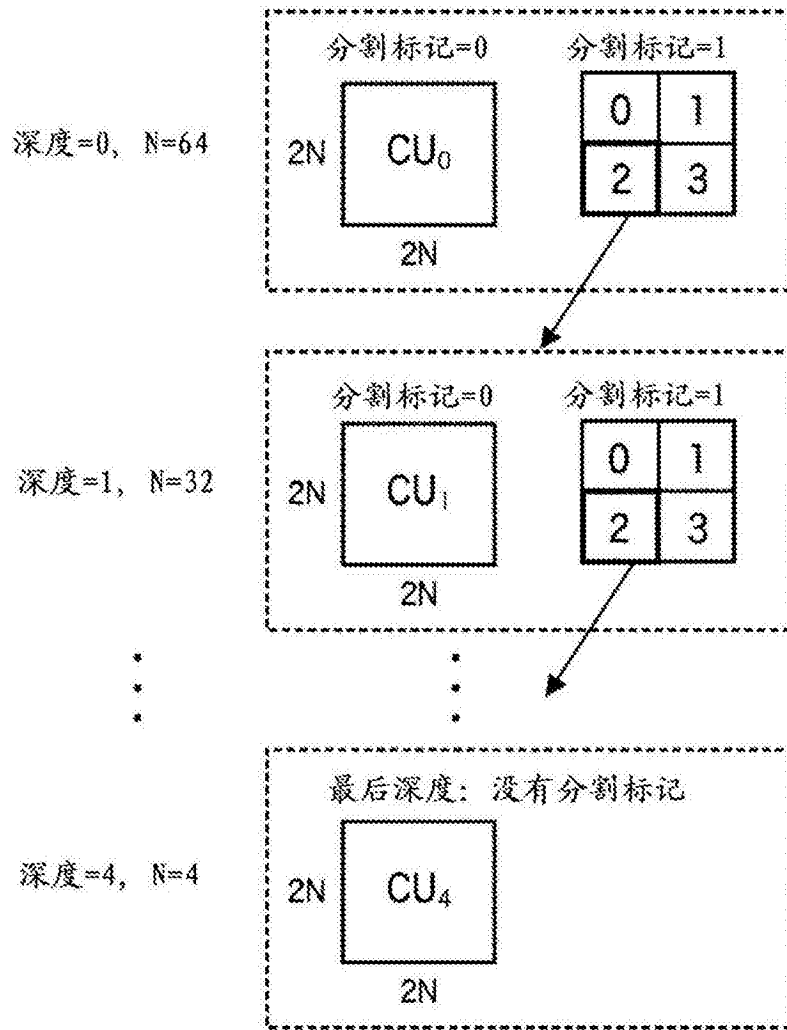 分割标记=0 分割标记=1
深度=0, N=64
2N
CU₀
0 1
2 3
2N
分割标记=0 分割标记=1
深度=1, N=32
2N
CU₁
0 1
2 3
2N
最后深度: 没有分割标记
深度=4, N=4
2N
CU₄
2N